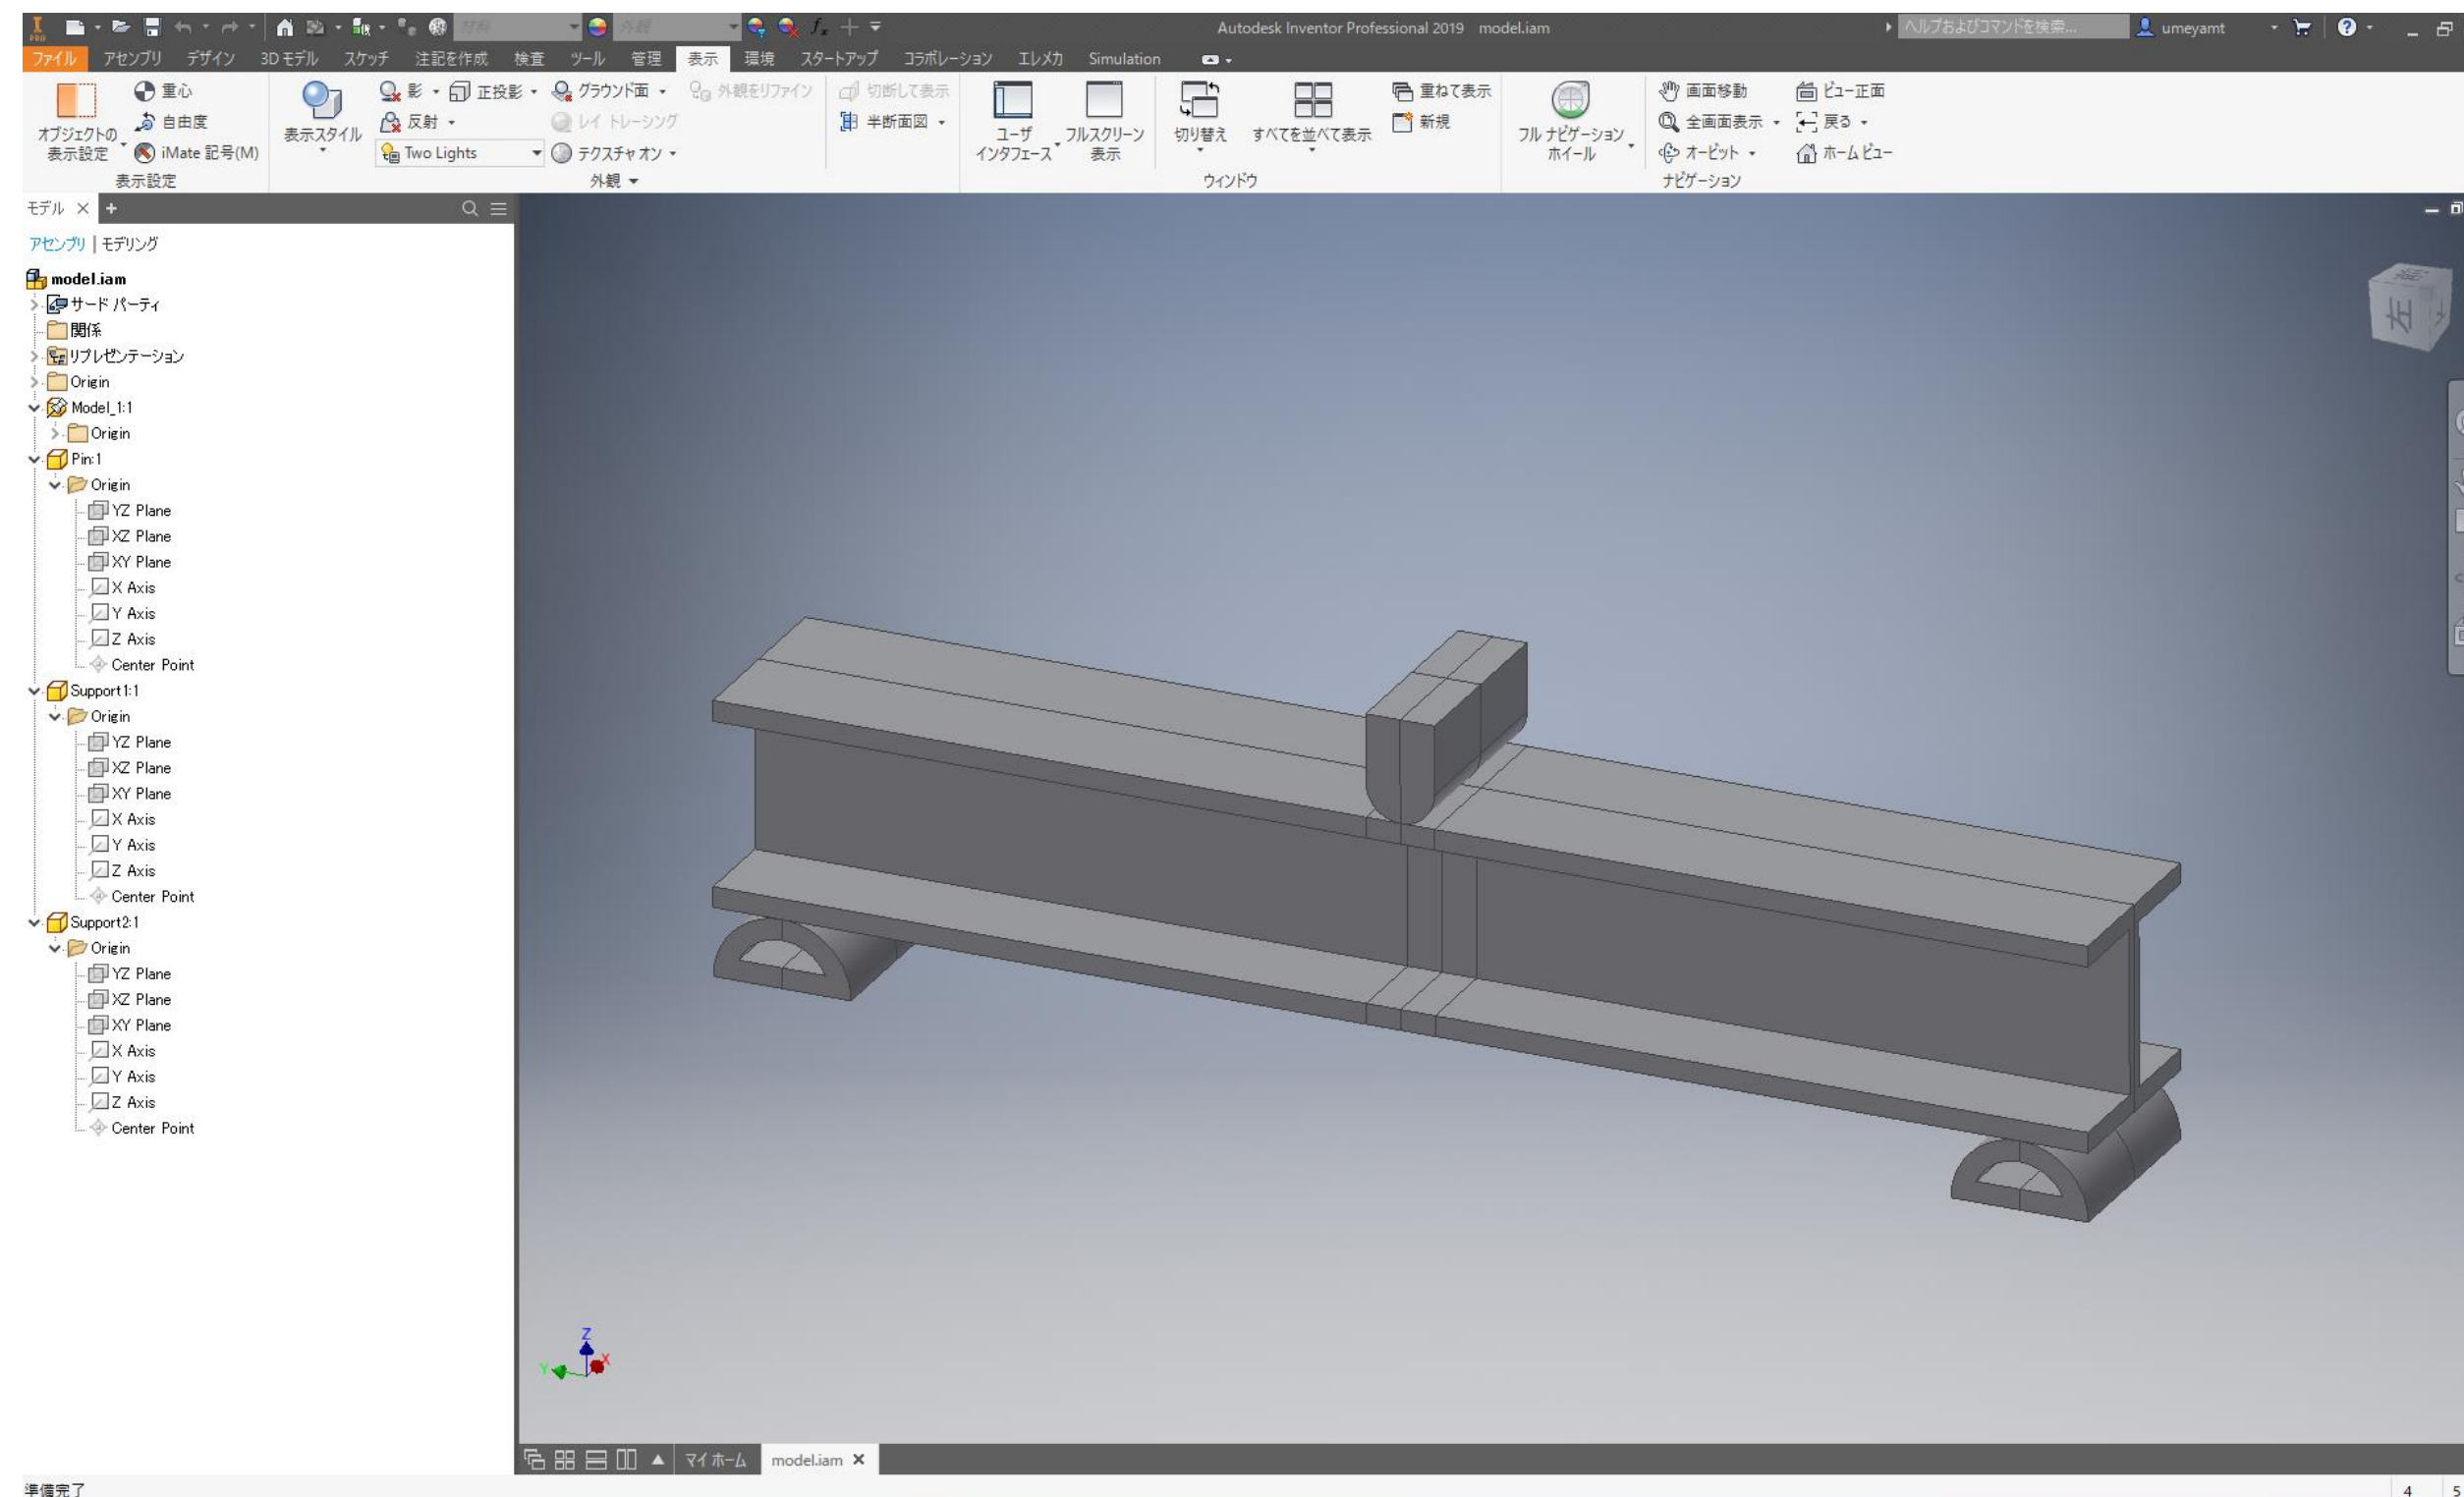 PRO 材料 外観 fx Autodesk Inventor Professional 2019 model.iam ヘルプおよびコマンドを検索... umeyamt
ファイル アセンブリ デザイン 3D モデル スケッチ 注記を作成 検査 ツール 管理 表示 環境 スタートアップ コラボレーション エレメカ Simulation
重心 影 正投影 グラウンド面 外観をリファイン 切断して表示 重ねて表示 画面移動 ビュー正面
自由度 反射 レイ トレーシング 半断面図 新規 全画面表示 戻る
オブジェクトの 表示スタイル ユーザ フルスクリーン 切り替え すべてを並べて表示 フル ナビゲーション
表示設定 iMate 記号(M) Two Lights テクスチャ オン インタフェース 表示 ホイール オービット ホーム ビュー
表示設定 外観 ウィンドウ ナビゲーション
モデル
アセンブリ | モデリング
model.iam
サード パーティ
関係
リプレゼンテーション
Origin
Model_1:1
Origin
Pin:1
Origin
YZ Plane
XZ Plane
XY Plane
X Axis
Y Axis
Z Axis
Center Point
Support1:1
Origin
YZ Plane
XZ Plane
XY Plane
X Axis
Y Axis
Z Axis
Center Point
Support2:1
Origin
YZ Plane
XZ Plane
XY Plane
X Axis
Y Axis
Z Axis
Center Point
Z
Y X
マイ ホーム model.iam
準備完了 4 5